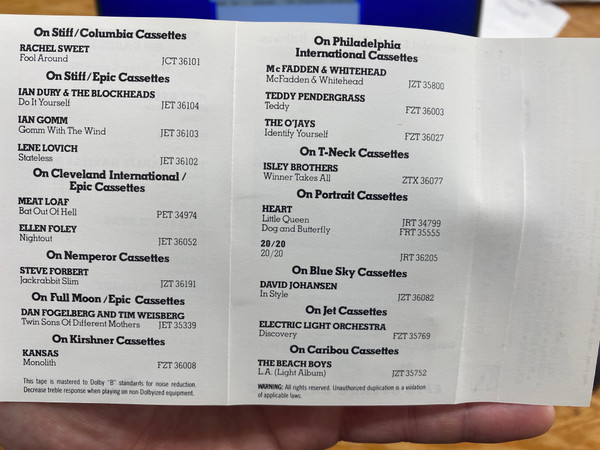 On Stiff/Columbia Cassettes
RACHEL SWEET
Fool Around JCT 36101
On Stiff/Epic Cassettes
IAN DURY & THE BLOCKHEADS
Do It Yourself JET 36104
IAN GOMM
Gomm With The Wind JET 36103
LENE LOVICH
Stateless JET 36102
On Cleveland International /
Epic Cassettes
MEAT LOAF
Bat Out Of Hell PET 34974
ELLEN FOLEY
Nightout JET 36052
On Nemperor Cassettes
STEVE FORBERT
Jackrabbit Slim JZT 36191
On Full Moon/Epic Cassettes
DAN FOGELBERG AND TIM WEISBERG
Twin Sons Of Different Mothers JET 35339
On Kirshner Cassettes
KANSAS
Monolith FZT 36008
This tape is mastered to Dolby "B" standards for noise reduction.
Decrease treble response when playing on non-Dolbyized equipment.
On Philadelphia
International Cassettes
McFADDEN & WHITEHEAD
McFadden & Whitehead JZT 35800
TEDDY PENDERGRASS
Teddy FZT 36003
THE O'JAYS
Identify Yourself FZT 36027
On T-Neck Cassettes
ISLEY BROTHERS
Winner Takes All ZTX 36077
On Portrait Cassettes
HEART
Little Queen JRT 34799
Dog and Butterfly FRT 35555
20/20
20/20 JRT 36205
On Blue Sky Cassettes
DAVID JOHANSEN
In Style JZT 36082
On Jet Cassettes
ELECTRIC LIGHT ORCHESTRA
Discovery FZT 35769
On Caribou Cassettes
THE BEACH BOYS
L.A. (Light Album) JZT 35752
WARNING: All rights reserved. Unauthorized duplication is a violation
of applicable laws.